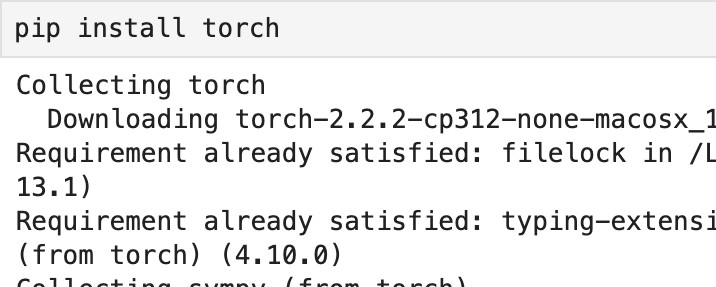 pip install torch
Collecting torch
Downloading torch-2.2.2-cp312-none-macosx_1
Requirement already satisfied: filelock in /L
13.1)
Requirement already satisfied: typing-extensi
(from torch) (4.10.0)
Collecting sympy (from torch)